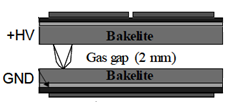 +HV
Bakelite
Gas gap (2 mm)
GND
Bakelite